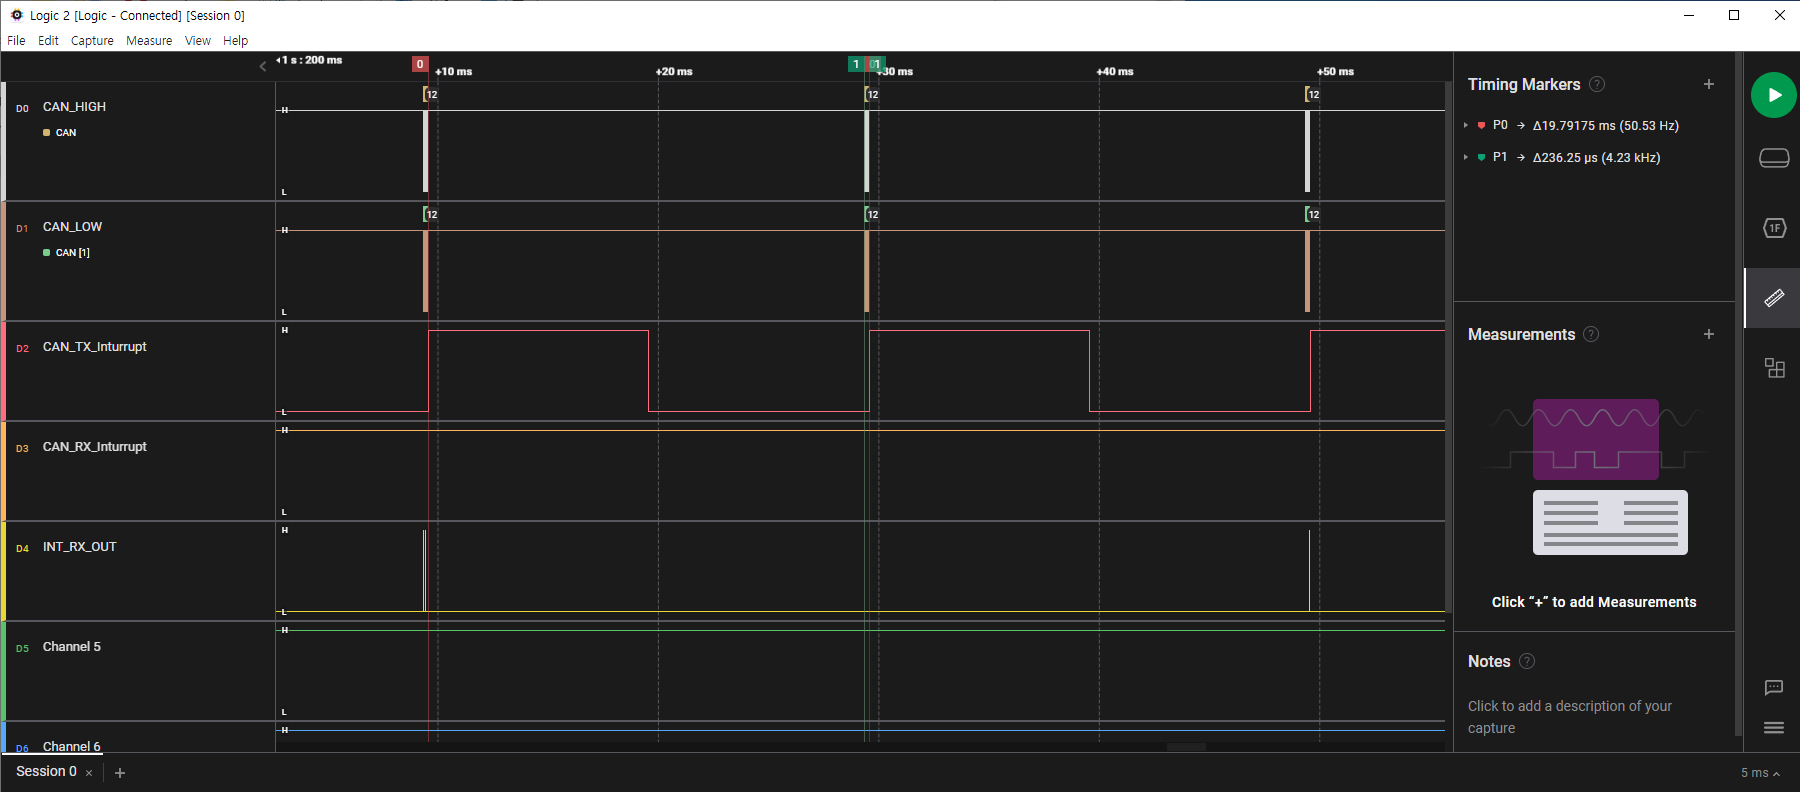 Logic 2 [Logic - Connected] [Session 0]
File Edit Capture Measure View Help
1 s : 200 ms
0
+10 ms
+20 ms
1
01
+30 ms
+40 ms
+50 ms
D0 CAN_HIGH
CAN
H
L
12
12
12
D1 CAN_LOW
CAN [1]
H
L
12
12
12
D2 CAN_TX_Inturrupt
H
L
D3 CAN_RX_Inturrupt
H
L
D4 INT_RX_OUT
H
L
D5 Channel 5
H
L
D6 Channel 6
H
Timing Markers ? +
P0 → Δ19.79175 ms (50.53 Hz)
P1 → Δ236.25 µs (4.23 kHz)
Measurements ? +
Click “+” to add Measurements
Notes ?
Click to add a description of your
capture
1F
Session 0 × +
5 ms